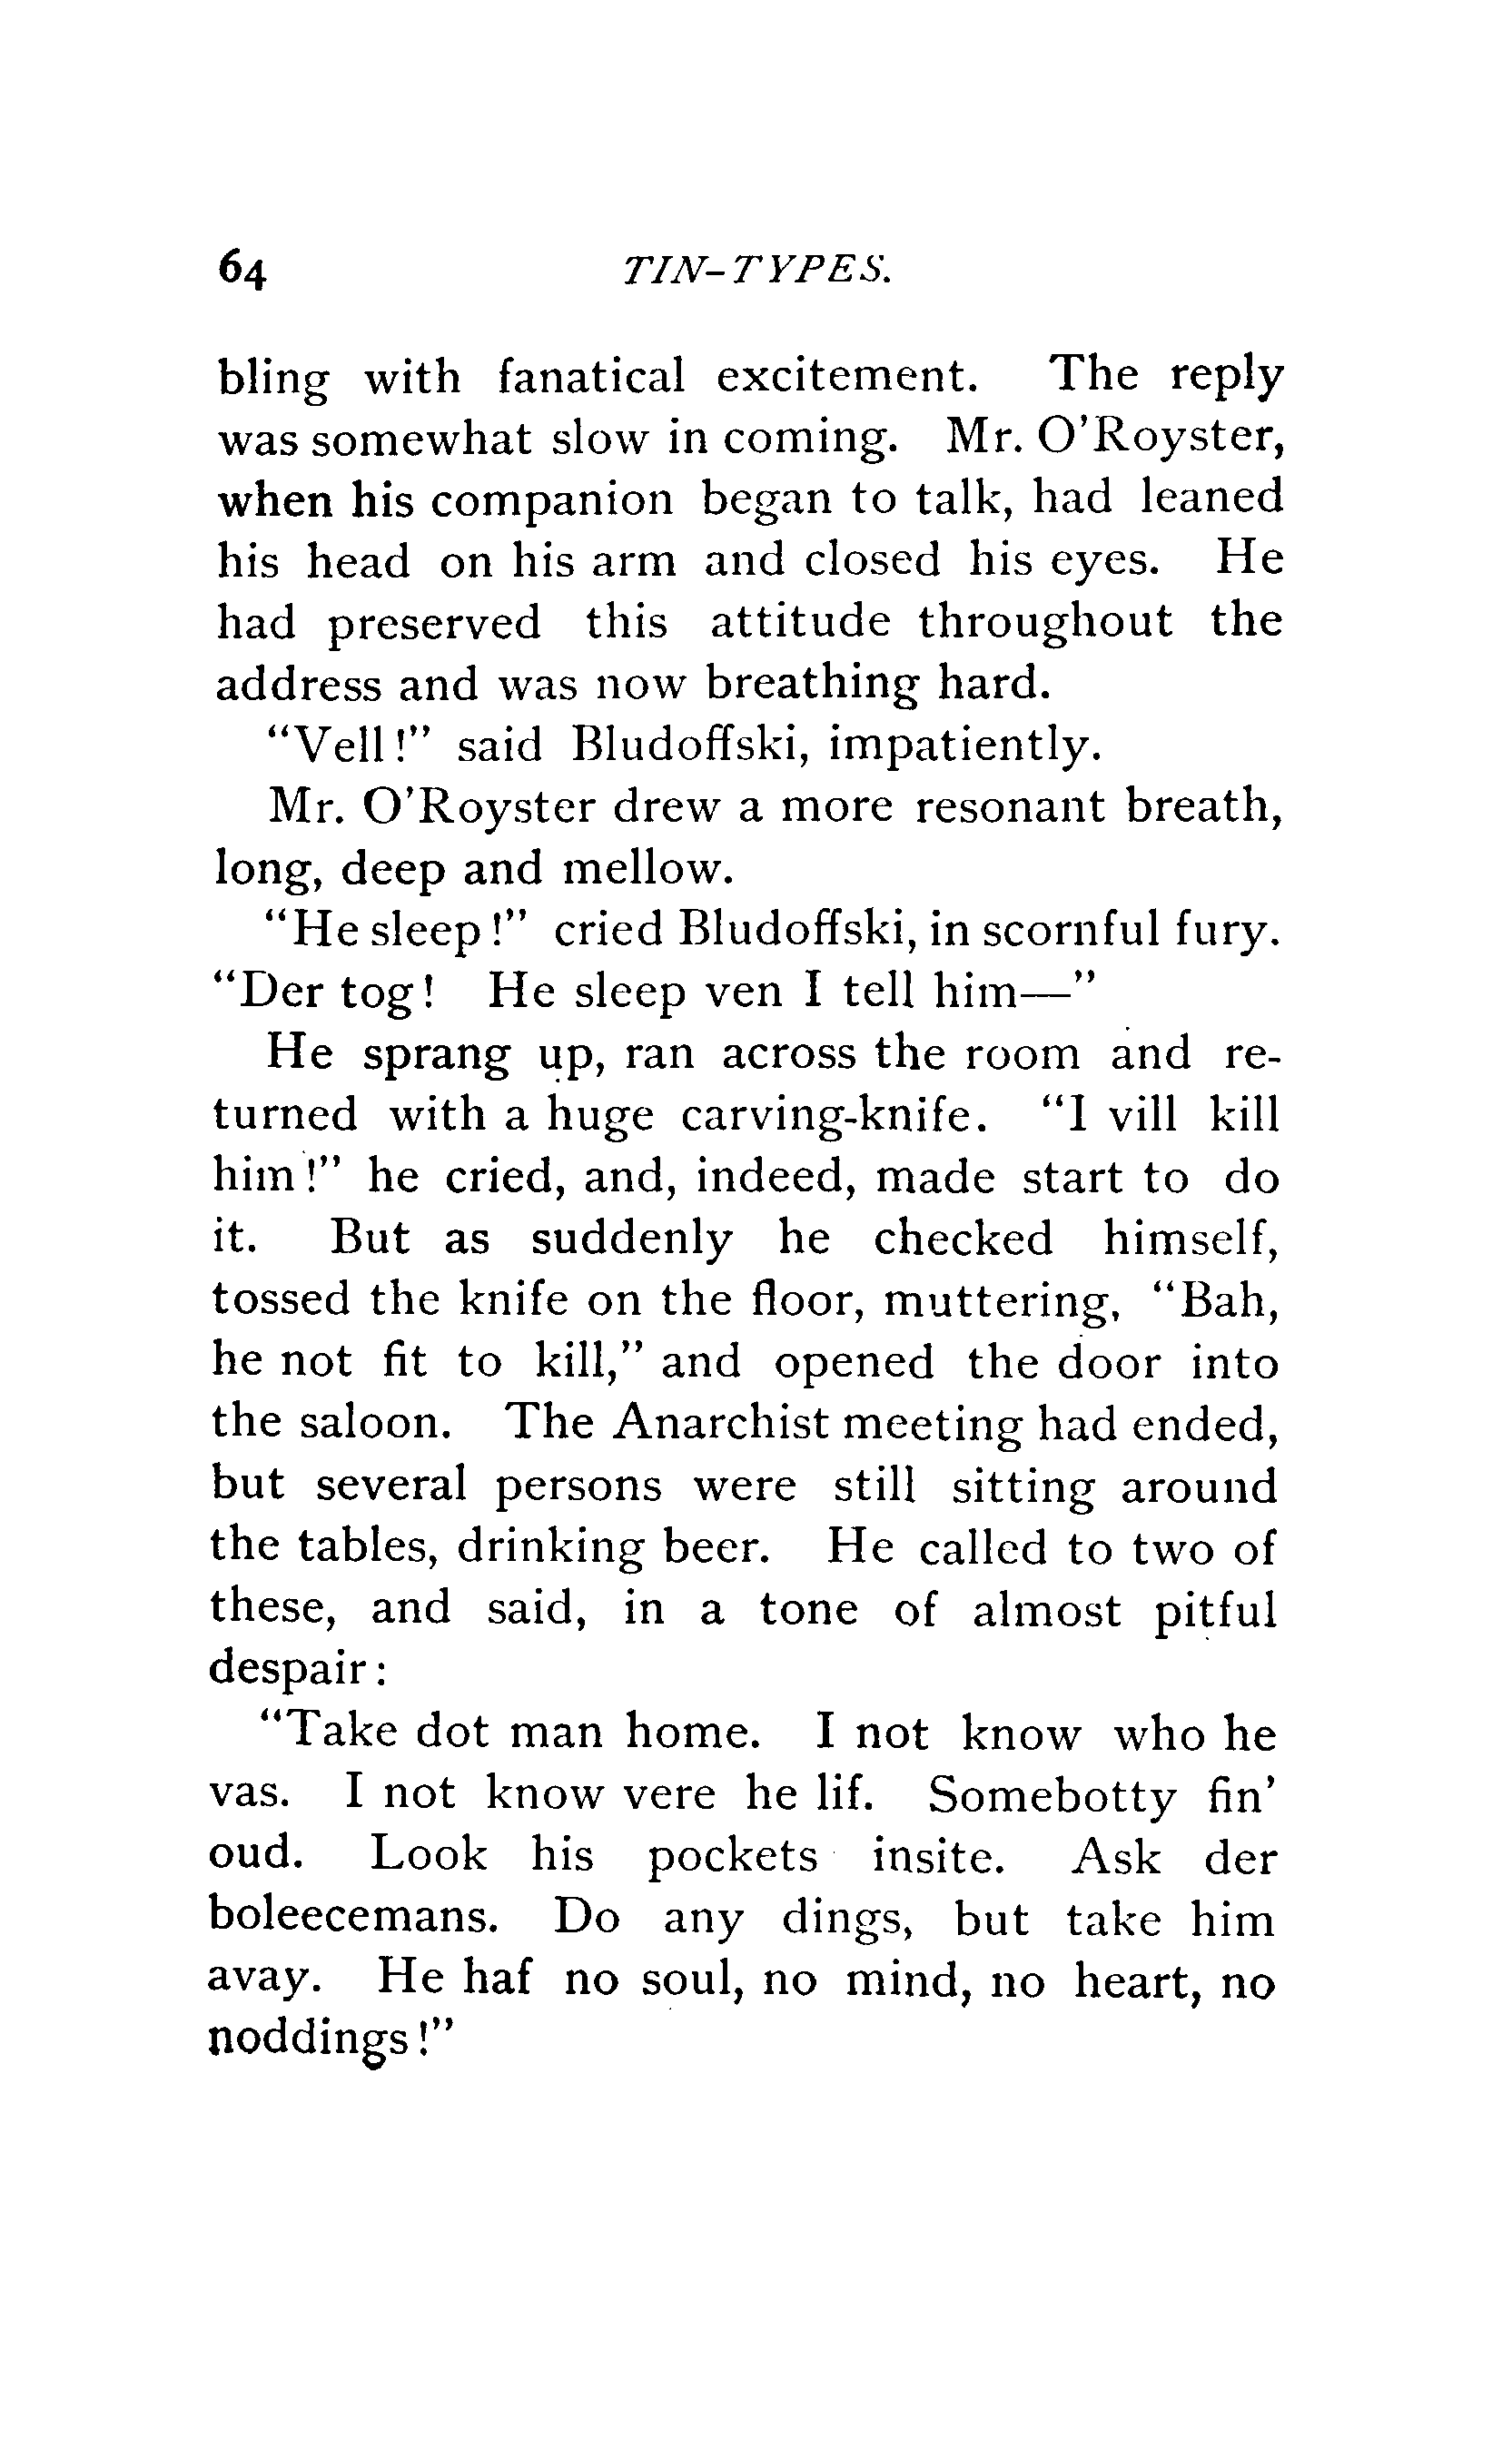 64 TIN-TYPES.
bling with fanatical excitement. The reply
was somewhat slow in coming. Mr. O'Royster,
when his companion began to talk, had leaned
his head on his arm and closed his eyes. He
had preserved this attitude throughout the
address and was now breathing hard.
"Vell!" said Bludoffski, impatiently.
Mr. O'Royster drew a more resonant breath,
long, deep and mellow.
"He sleep!" cried Bludoffski, in scornful fury.
"Der tog! He sleep ven I tell him—"
He sprang up, ran across the room and re-
turned with a huge carving-knife. "I vill kill
him!" he cried, and, indeed, made start to do
it. But as suddenly he checked himself,
tossed the knife on the floor, muttering, "Bah,
he not fit to kill," and opened the door into
the saloon. The Anarchist meeting had ended,
but several persons were still sitting around
the tables, drinking beer. He called to two of
these, and said, in a tone of almost pitful
despair:
"Take dot man home. I not know who he
vas. I not know vere he lif. Somebotty fin'
oud. Look his pockets insite. Ask der
boleecemans. Do any dings, but take him
avay. He haf no soul, no mind, no heart, no
noddings!"